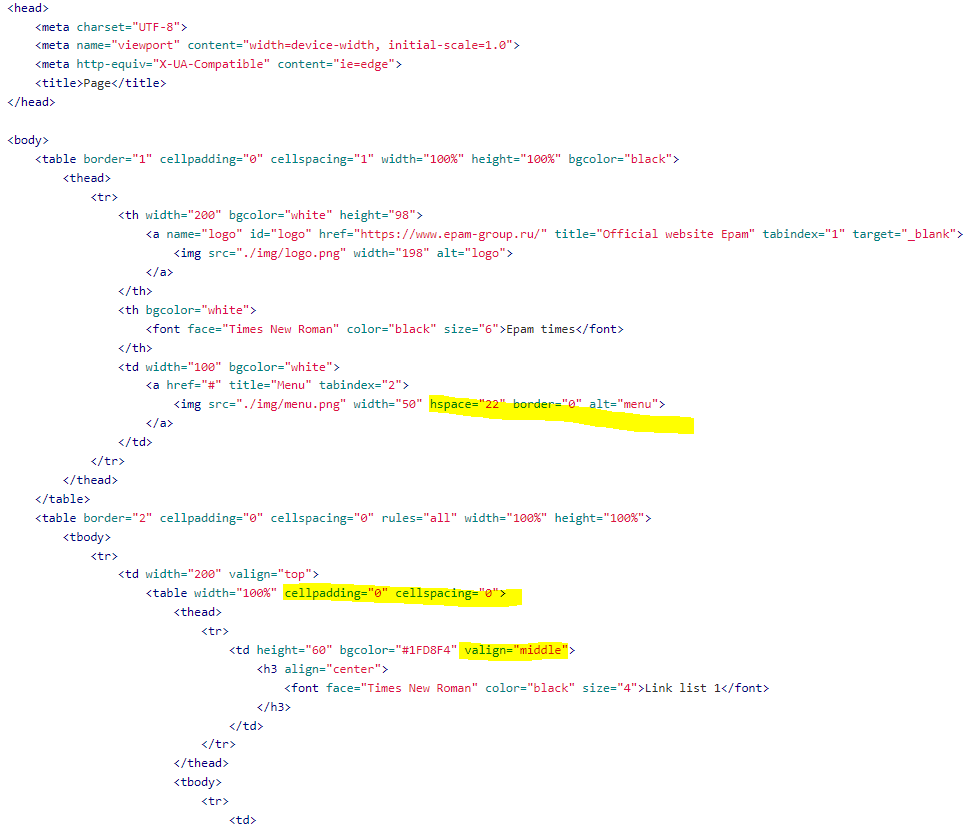 <head>
<meta charset="UTF-8">
<meta name="viewport" content="width=device-width, initial-scale=1.0">
<meta http-equiv="X-UA-Compatible" content="ie=edge">
<title>Page</title>
</head>
<body>
<table border="1" cellpadding="0" cellspacing="1" width="100%" height="100%" bgcolor="black">
<thead>
<tr>
<th width="200" bgcolor="white" height="98">
<a name="logo" id="logo" href="https://www.epam-group.ru/" title="Official website Epam" tabindex="1" target="_blank">
<img src="./img/logo.png" width="198" alt="logo">
</a>
</th>
<th bgcolor="white">
<font face="Times New Roman" color="black" size="6">Epam times</font>
</th>
<td width="100" bgcolor="white">
<a href="#" title="Menu" tabindex="2">
<img src="./img/menu.png" width="50" hspace="22" border="0" alt="menu">
</a>
</td>
</tr>
</thead>
</table>
<table border="2" cellpadding="0" cellspacing="0" rules="all" width="100%" height="100%">
<tbody>
<tr>
<td width="200" valign="top">
<table width="100%" cellpadding="0" cellspacing="0">
<thead>
<tr>
<td height="60" bgcolor="#1FD8F4" valign="middle">
<h3 align="center">
<font face="Times New Roman" color="black" size="4">Link list 1</font>
</h3>
</td>
</tr>
</thead>
<tbody>
<tr>
<td>